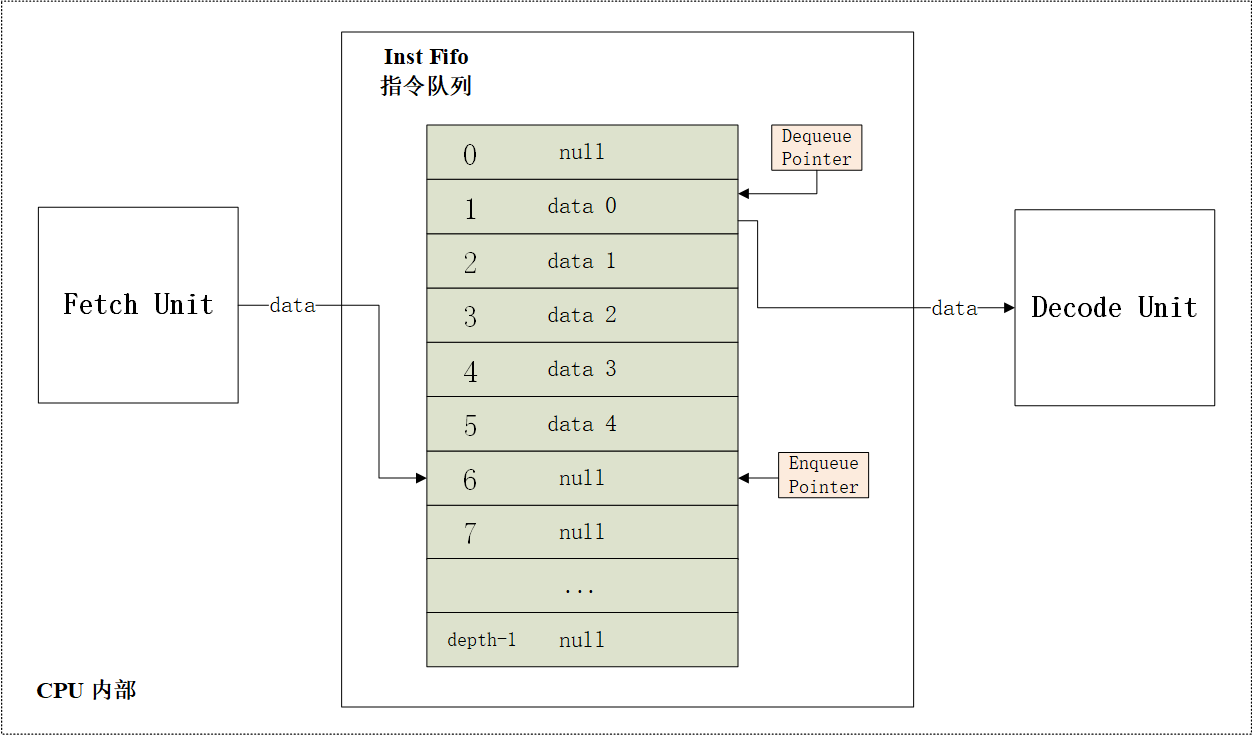 Inst Fifo
指令队列
0 null
1 data 0
2 data 1
3 data 2
4 data 3
5 data 4
6 null
7 null
...
depth-1 null
Dequeue
Pointer
Enqueue
Pointer
Fetch Unit
data
data
Decode Unit
CPU 内部